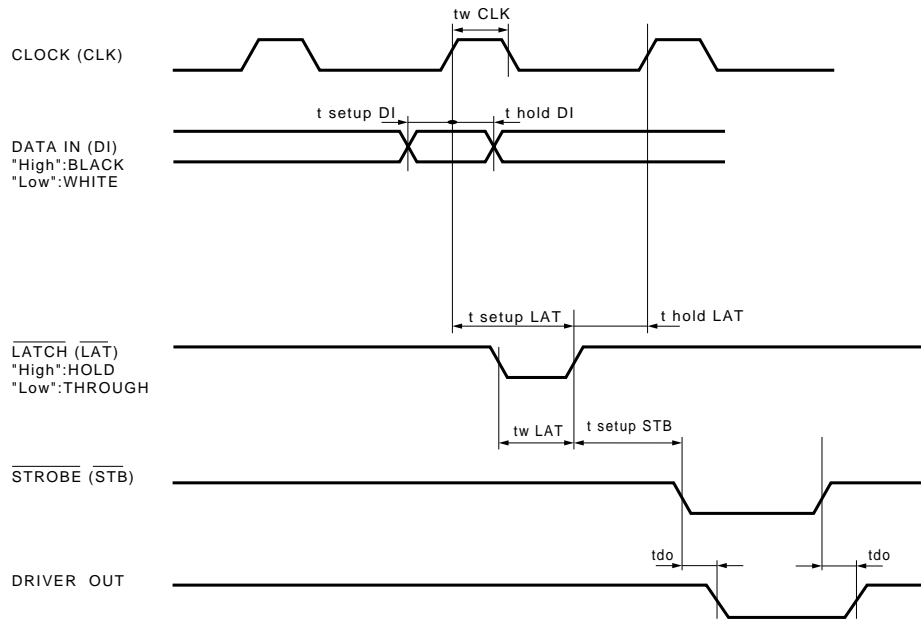 tw CLK
CLOCK (CLK)
t setup DI
t hold DI
DATA IN (DI)
"High":BLACK
"Low":WHITE
t setup LAT
t hold LAT
LATCH (LAT)
"High":HOLD
"Low":THROUGH
tw LAT
t setup STB
STROBE (STB)
tdo
tdo
DRIVER OUT